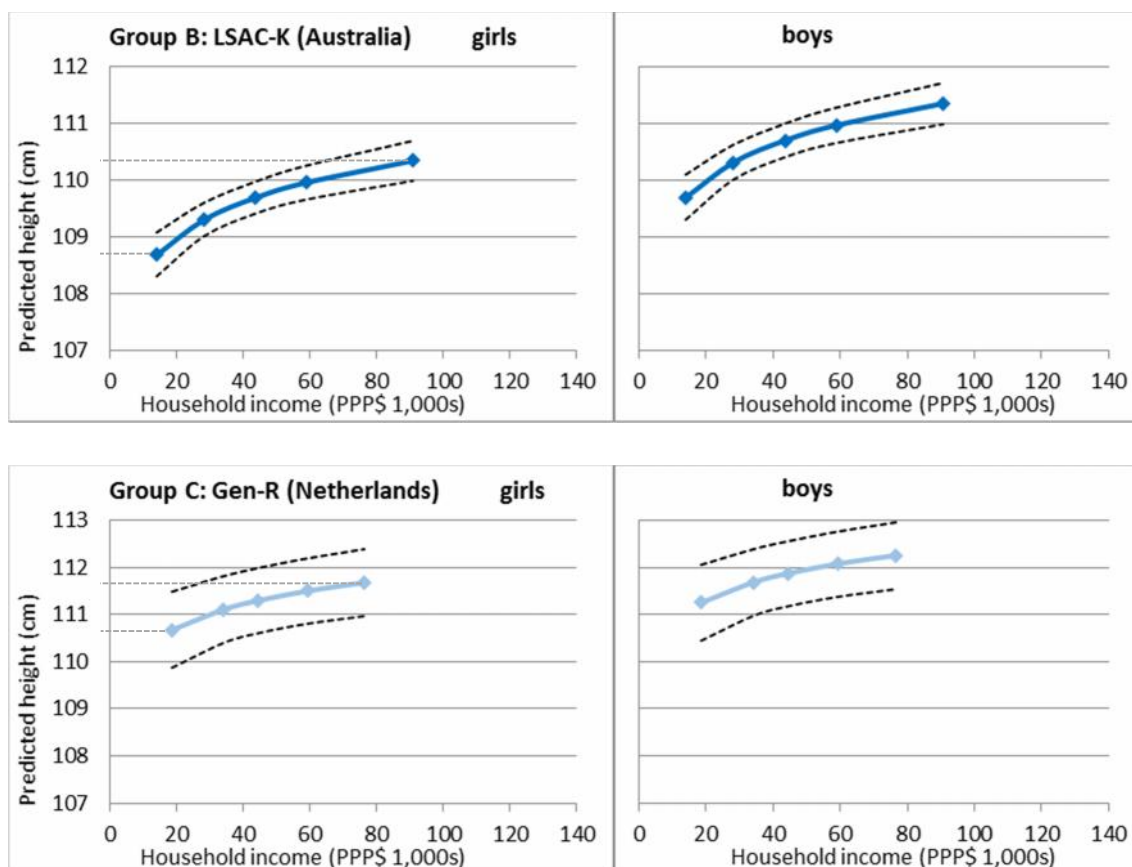 Group B: LSAC-K (Australia) girls
boys
Predicted height (cm)
112
111
110
109
108
107
0 20 40 60 80 100 120 140
Household income (PPP$ 1,000s)
0 20 40 60 80 100 120 140
Household income (PPP$ 1,000s)
Group C: Gen-R (Netherlands) girls
boys
Predicted height (cm)
113
112
111
110
109
108
107
0 20 40 60 80 100 120 140
Household income (PPP$ 1,000s)
0 20 40 60 80 100 120 140
Household income (PPP$ 1,000s)